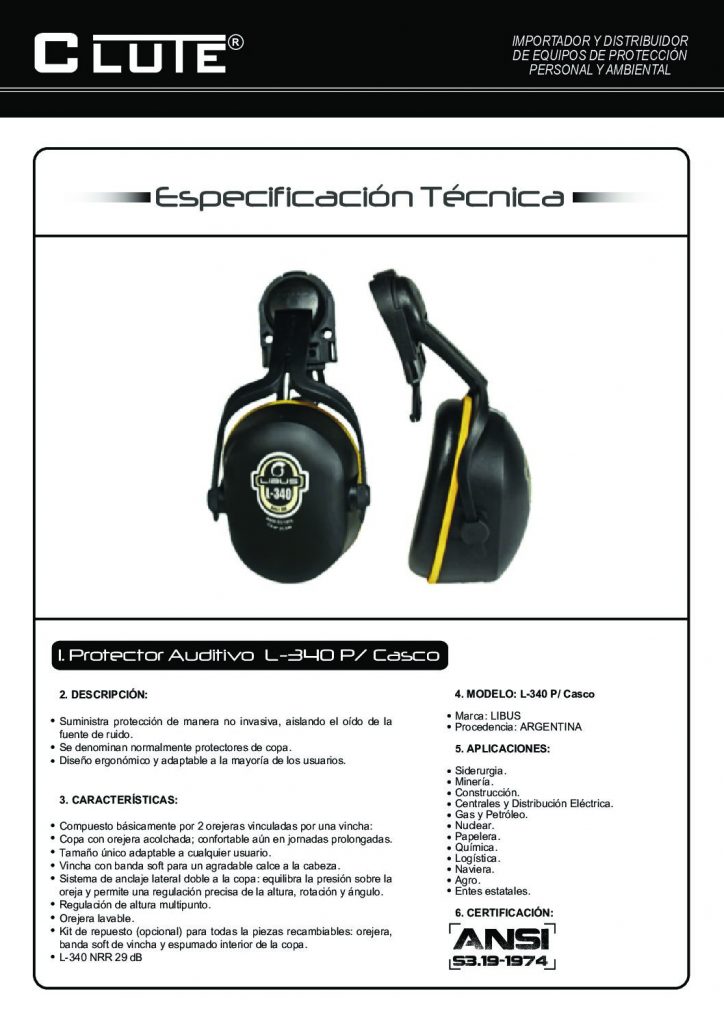 C LUTE®
IMPORTADOR Y DISTRIBUIDOR
DE EQUIPOS DE PROTECCIÓN
PERSONAL Y AMBIENTAL
Especificación Técnica
LIBUS
L-340
1. Protector Auditivo L-340 P/ Casco
2. DESCRIPCIÓN:
• Suministra protección de manera no invasiva, aislando el oído de la
fuente de ruido.
• Se denominan normalmente protectores de copa.
• Diseño ergonómico y adaptable a la mayoría de los usuarios.
3. CARACTERÍSTICAS:
• Compuesto básicamente por 2 orejeras vinculadas por una vincha:
• Copa con orejera acolchada; confortable aún en jornadas prolongadas.
• Tamaño único adaptable a cualquier usuario.
• Vincha con banda soft para un agradable calce a la cabeza.
• Sistema de anclaje lateral doble a la copa: equilibra la presión sobre la
oreja y permite una regulación precisa de la altura, rotación y ángulo.
• Regulación de altura multipunto.
• Orejera lavable.
• Kit de repuesto (opcional) para todas la piezas recambiables: orejera,
banda soft de vincha y espumado interior de la copa.
• L-340 NRR 29 dB
4. MODELO: L-340 P/ Casco
• Marca: LIBUS
• Procedencia: ARGENTINA
5. APLICACIONES:
• Siderurgia.
• Minería.
• Construcción.
• Centrales y Distribución Eléctrica.
• Gas y Petróleo.
• Nuclear.
• Papelera.
• Química.
• Logística.
• Naviera.
• Agro.
• Entes estatales.
6. CERTIFICACIÓN:
ANSI
S3.19-1974